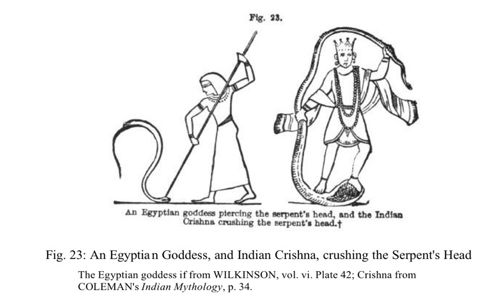 Fig. 23.
An Egyptian goddess piercing the serpent's head, and the Indian
Crishna crushing the serpent's head.†
Fig. 23: An Egyptian Goddess, and Indian Crishna, crushing the Serpent's Head
The Egyptian goddess if from WILKINSON, vol. vi. Plate 42; Crishna from
COLEMAN's Indian Mythology, p. 34.